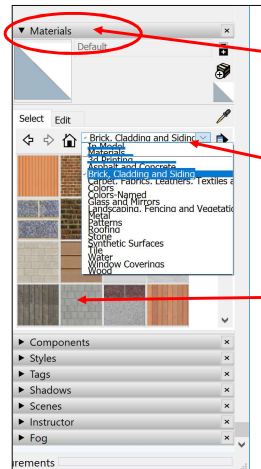 Materials
Default
Select Edit
Brick, Cladding and Siding
In Model
Materials
3d Printing
Asphalt and Concrete
Brick, Cladding and Siding
Carpet, Fabrics, Leathers, Textiles a
Colors
Colors-Named
Glass and Mirrors
Landscaping, Fencing and Vegetatio
Metal
Patterns
Roofing
Stone
Synthetic Surfaces
Tile
Water
Window Coverings
Wood
Components
Styles
Tags
Shadows
Scenes
Instructor
Fog
urements